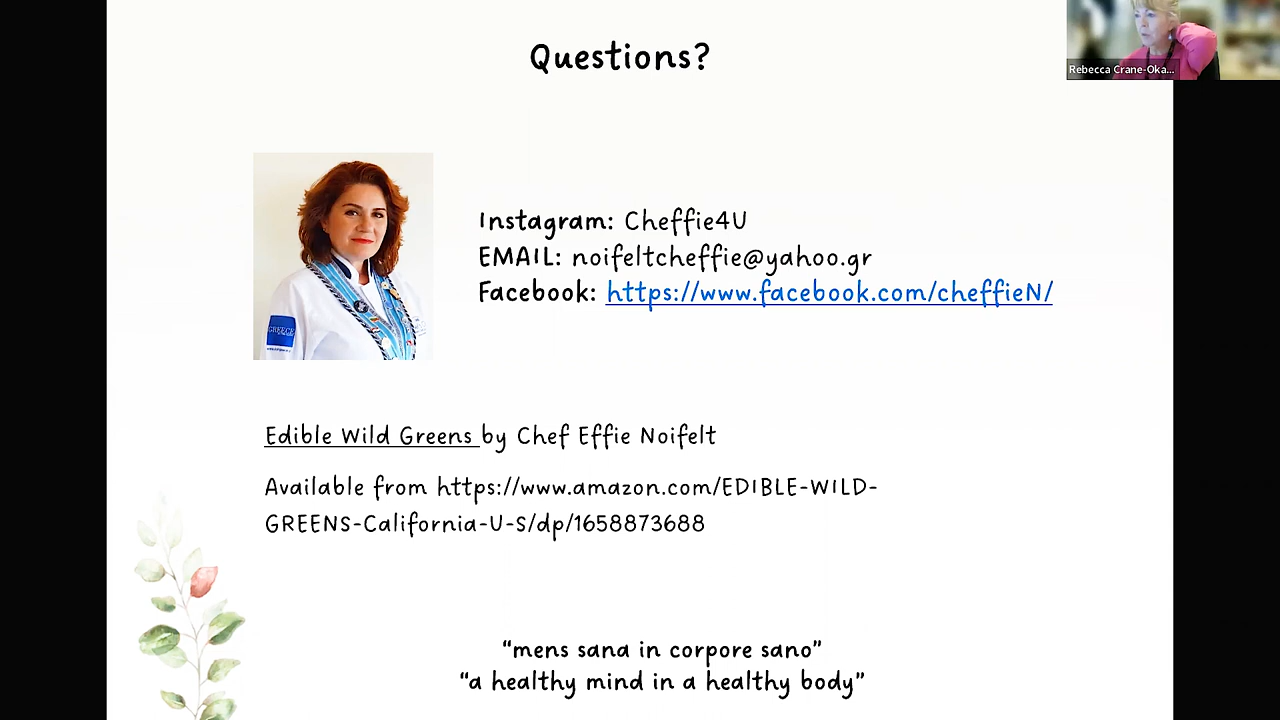 Questions?
Rebecca Crane-Oka...
Instagram: Cheffie4U
EMAIL: noifeltcheffie@yahoo.gr
Facebook: https://www.facebook.com/cheffieN/
GREECE
Edible Wild Greens by Chef Effie Noifelt
Available from https://www.amazon.com/EDIBLE-WILD-
GREENS-California-U-S/dp/1658873688
“mens sana in corpore sano”
“a healthy mind in a healthy body”